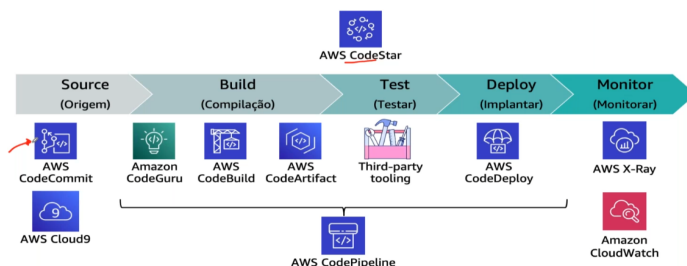 AWS CodeStar
Source
(Origem)
Build
(Compilação)
Test
(Testar)
Deploy
(Implantar)
Monitor
(Monitorar)
AWS
CodeCommit
Amazon
CodeGuru
AWS
CodeBuild
AWS
CodeArtifact
Third-party
tooling
AWS
CodeDeploy
AWS X-Ray
9
AWS Cloud9
AWS CodePipeline
Amazon
CloudWatch